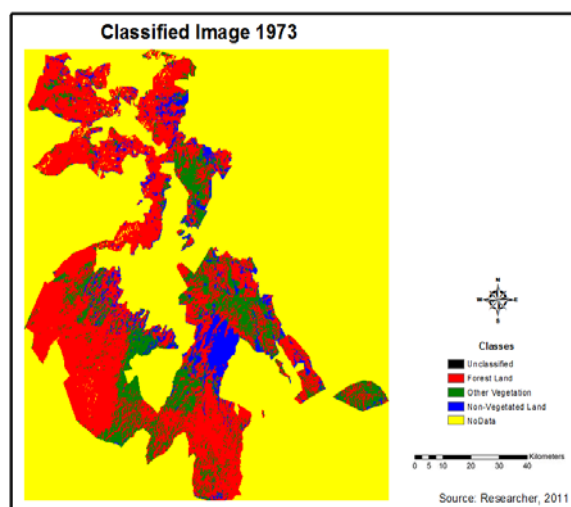 Classified Image 1973
N
W E
S
Classes
Unclassified
Forest Land
Other Vegetation
Non-Vegetated Land
NoData
Kilometers
0 5 10 20 30 40
Source: Researcher, 2011